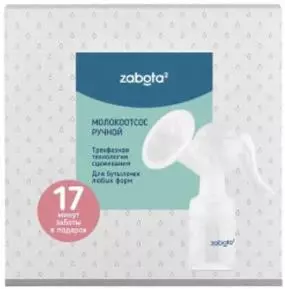 zabota²
МОЛОКООТСОС
РУЧНОЙ
Трехфазная
технология
сцеживания
Для бутылочек
любых форм
17
минут
заботы
в подарок
zabota²